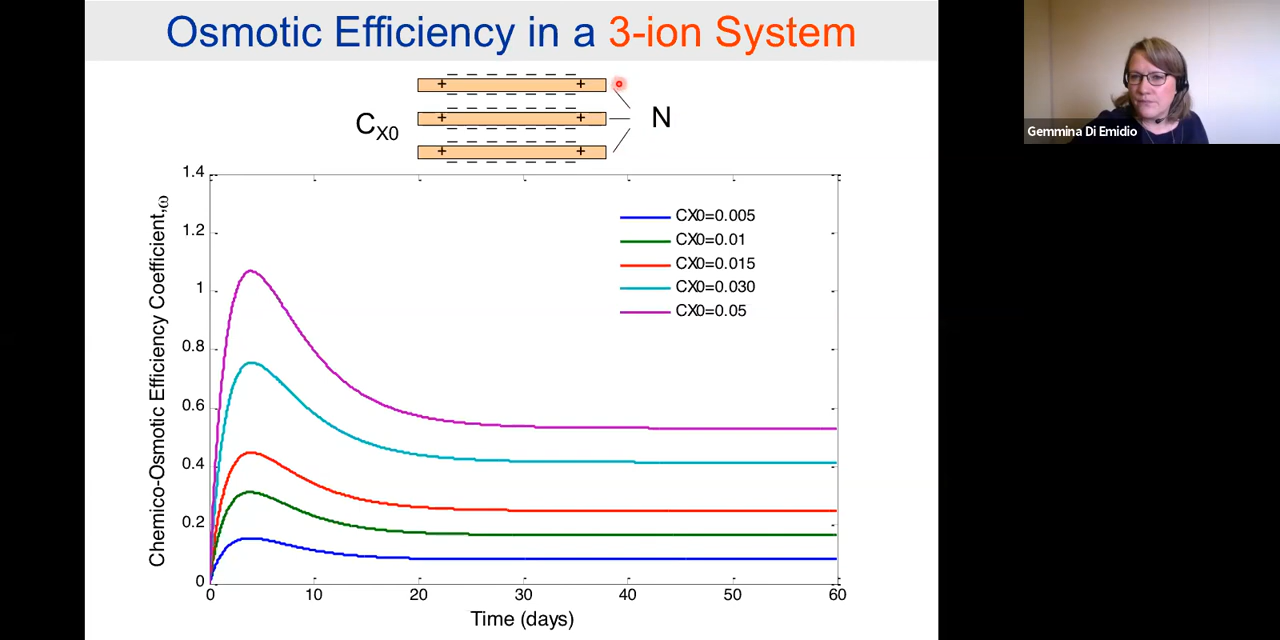 Osmotic Efficiency in a 3-ion System
Gemmina Di Emidio
+ +
+ +
+ +
C_X0
N
1.4
1.2
1
0.8
0.6
0.4
0.2
0
Chemico-Osmotic Efficiency Coefficient,ω
CX0=0.005
CX0=0.01
CX0=0.015
CX0=0.030
CX0=0.05
0 10 20 30 40 50 60
Time (days)